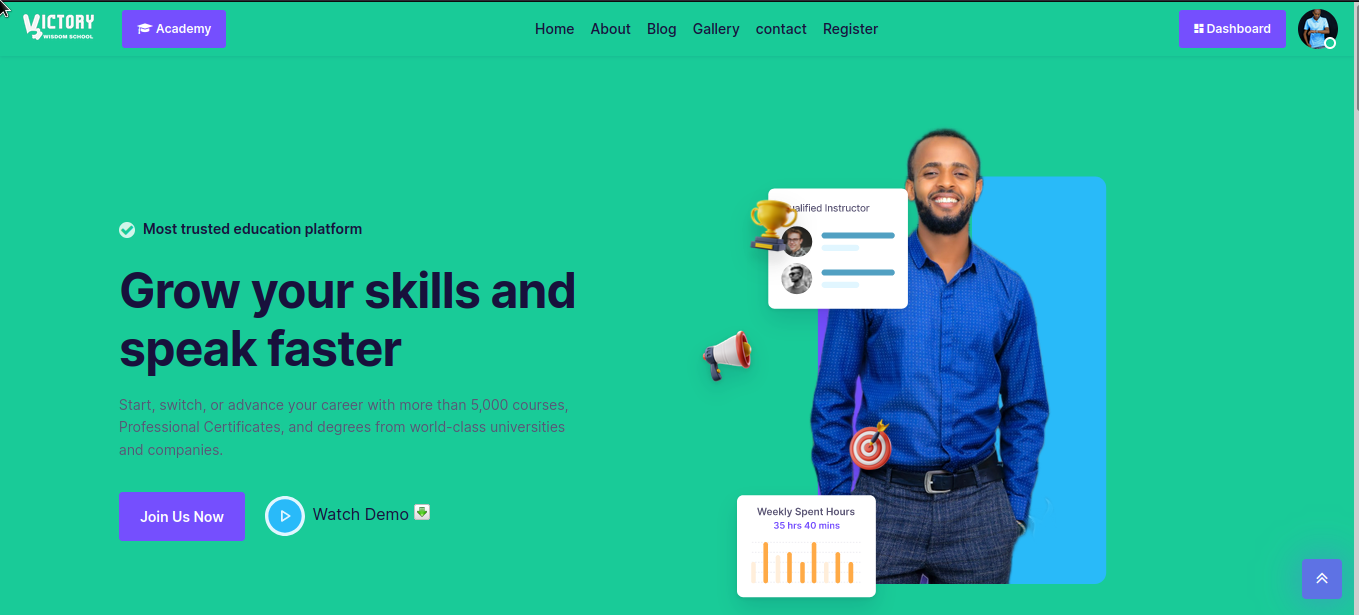 VICTORY
WISDOM SCHOOL
Academy
Home About Blog Gallery contact Register
Dashboard
Most trusted education platform
Grow your skills and
speak faster
Start, switch, or advance your career with more than 5,000 courses,
Professional Certificates, and degrees from world-class universities
and companies.
Join Us Now
Watch Demo
ualified Instructor
Weekly Spent Hours
35 hrs 40 mins